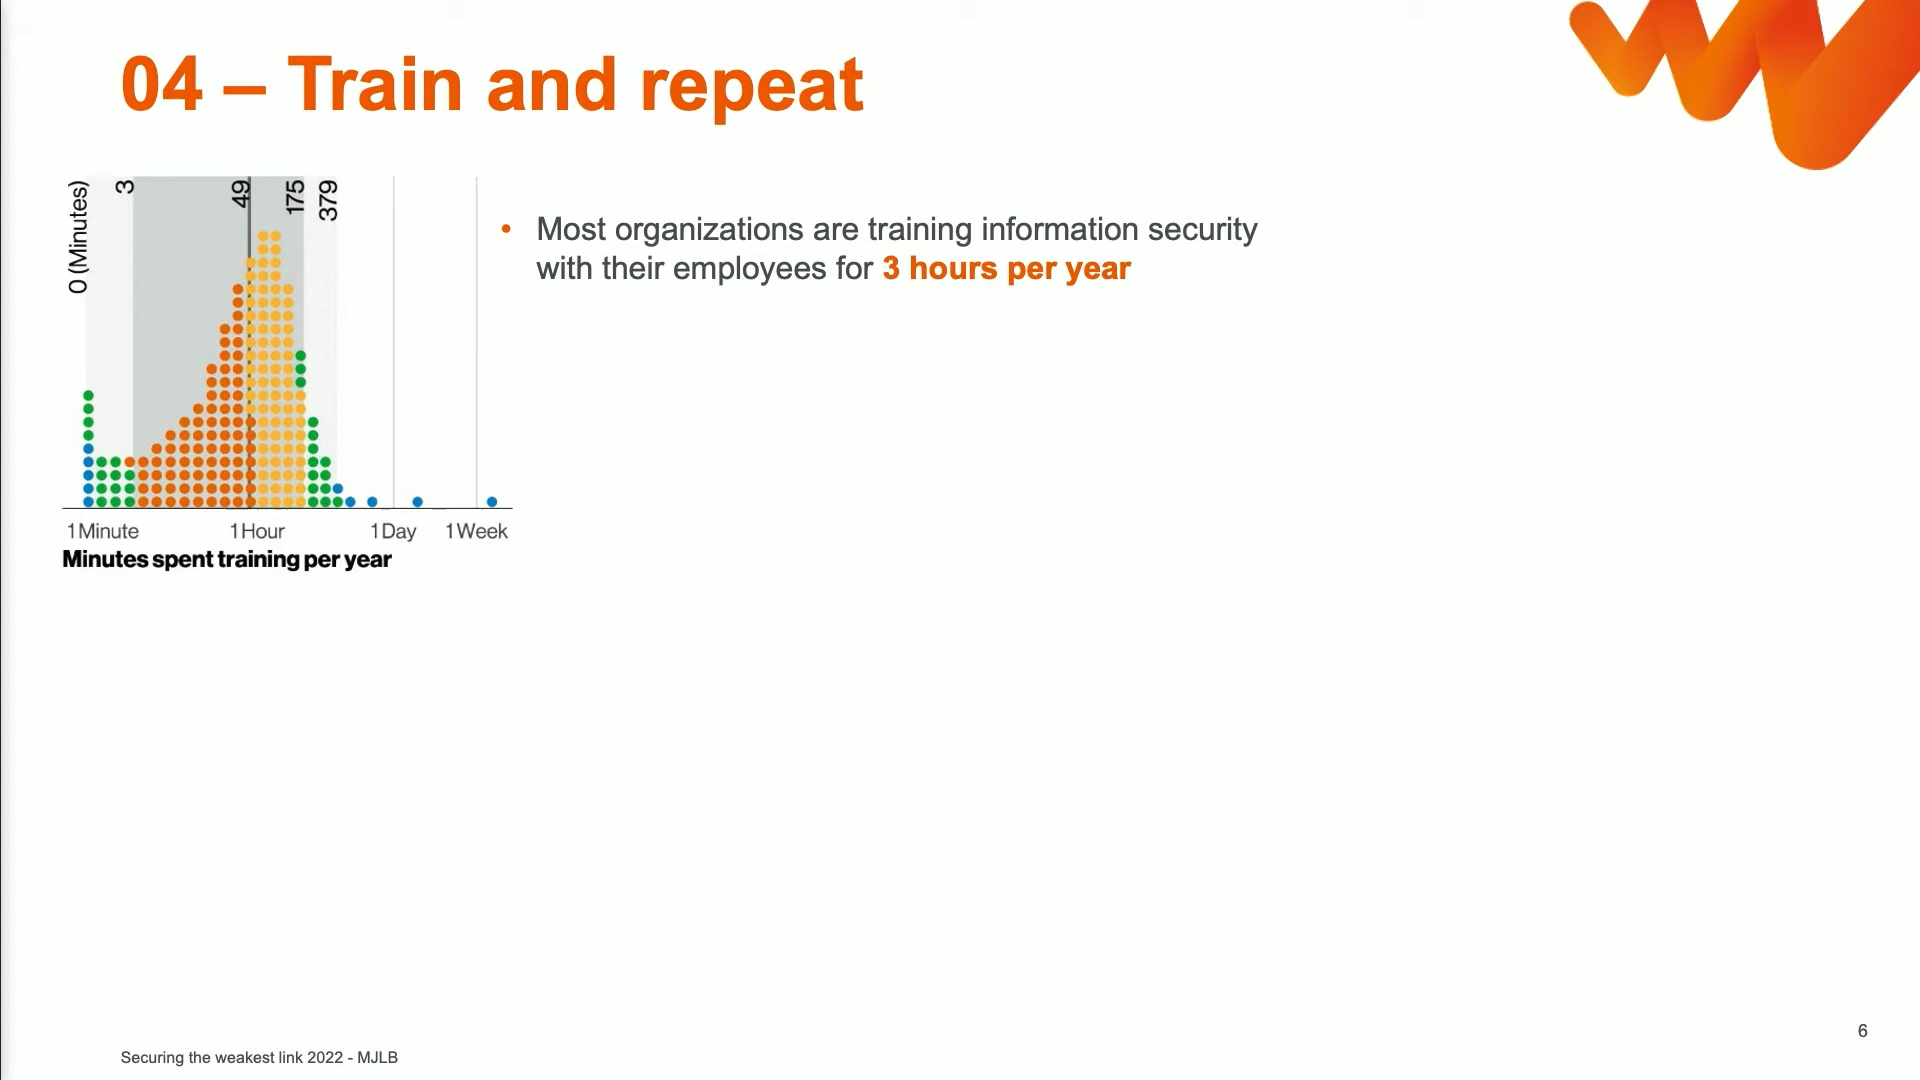 04 – Train and repeat
0 (Minutes)
3
49
175
379
1 Minute
1 Hour
1 Day
1 Week
Minutes spent training per year
• Most organizations are training information security
with their employees for 3 hours per year
6
Securing the weakest link 2022 - MJLB